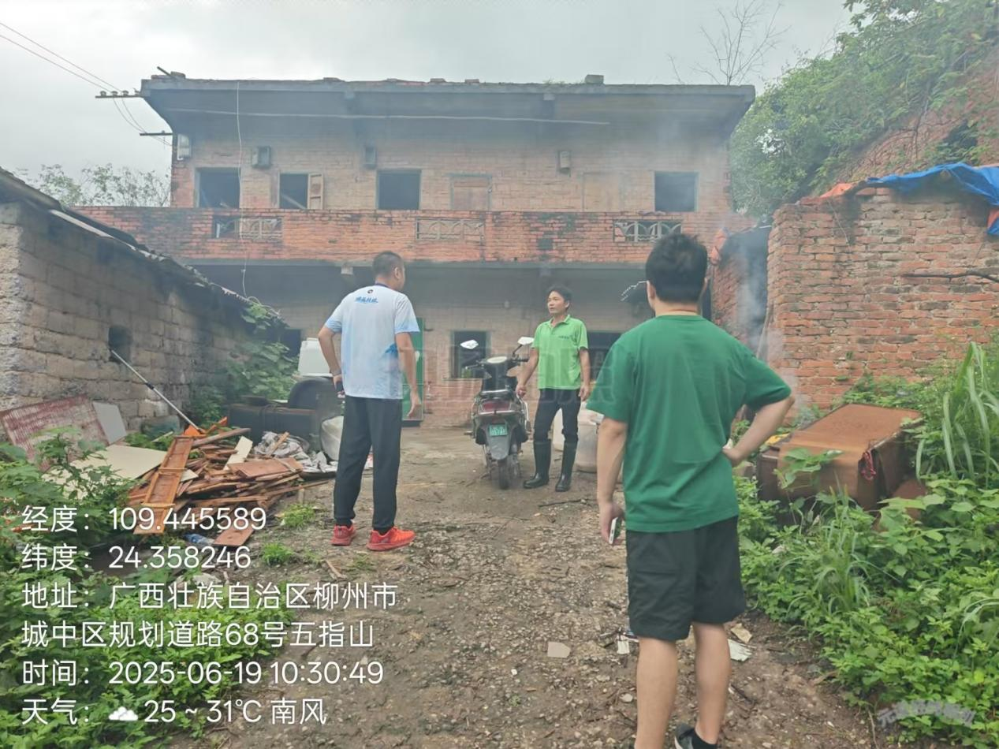 经度：109.445589
纬度：24.358246
地址：广西壮族自治区柳州市
城中区规划道路68号五指山
时间：2025-06-19 10:30:49
天气：25 ~ 31℃ 南风